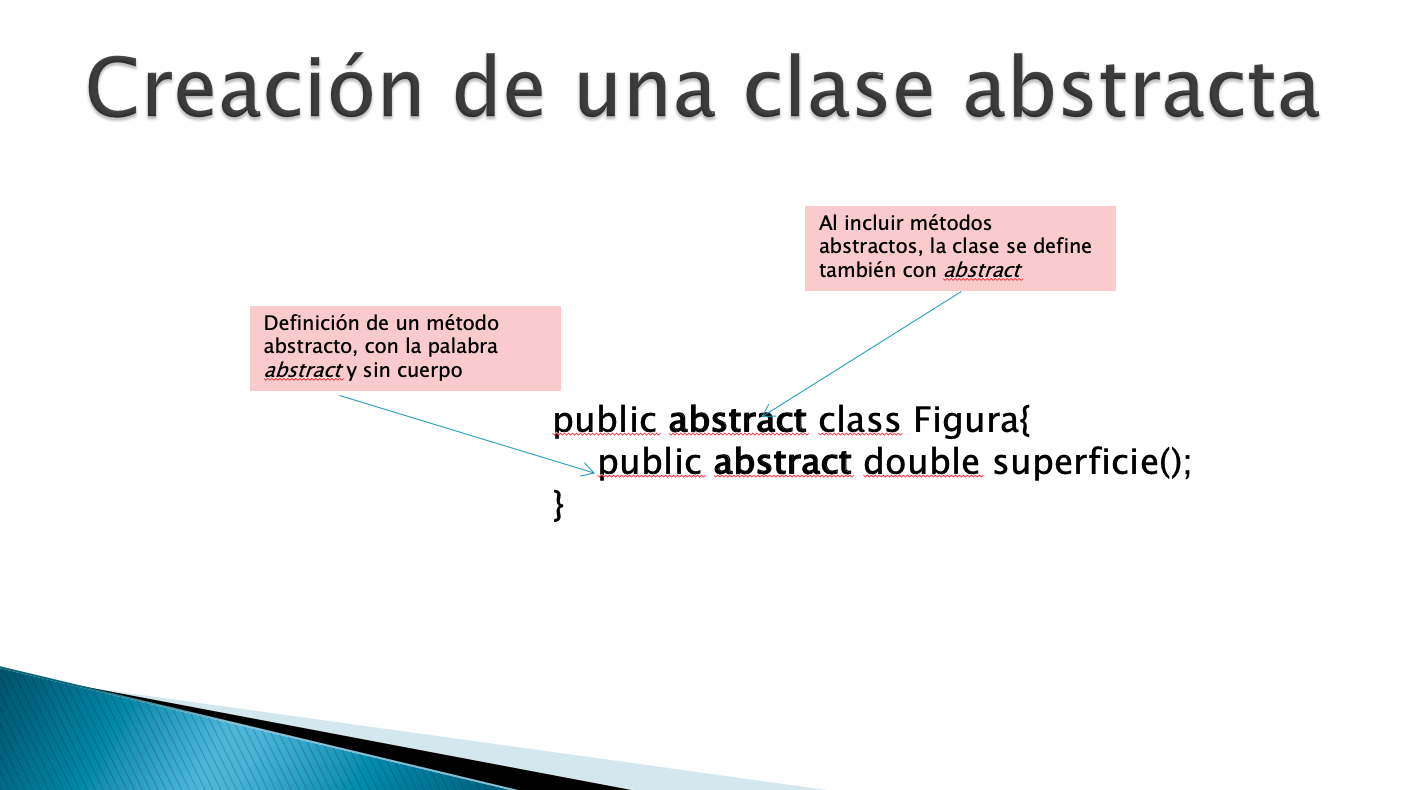 Creación de una clase abstracta
Al incluir métodos
abstractos, la clase se define
también con abstract
Definición de un método
abstracto, con la palabra
abstract y sin cuerpo
public abstract class Figura{
public abstract double superficie();
}